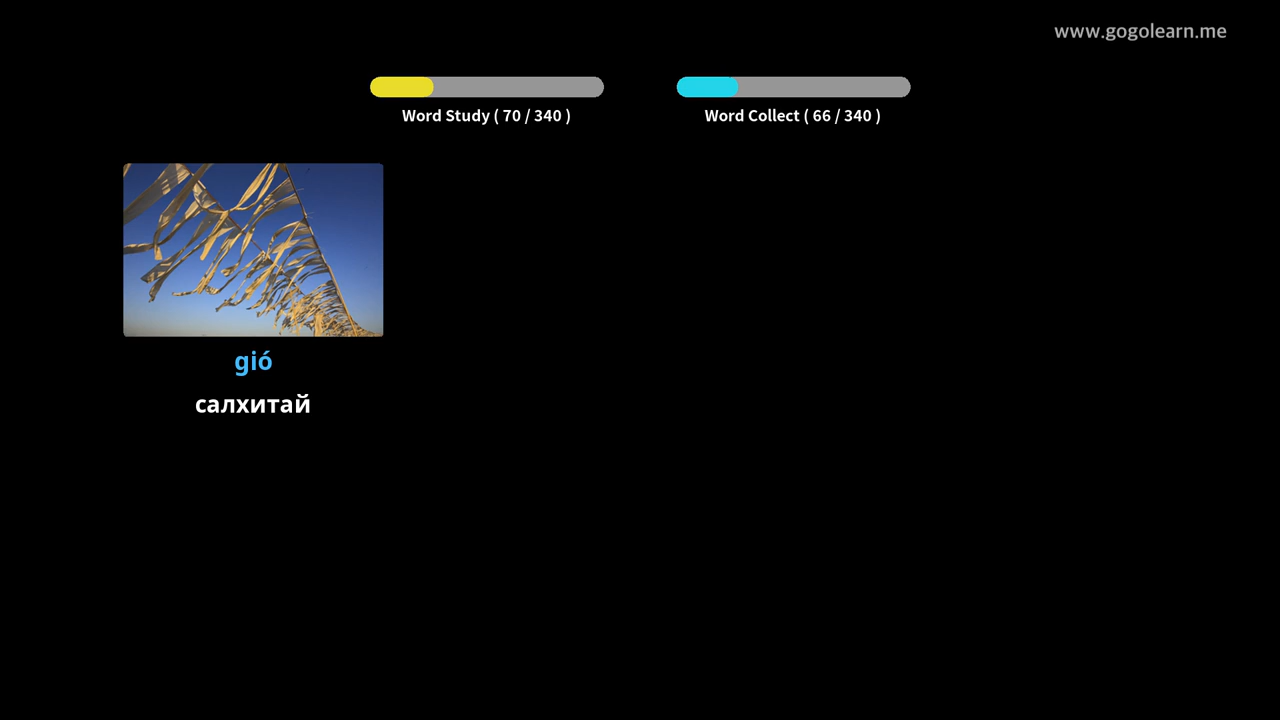 www.gogolearn.me
Word Study ( 70 / 340 )
Word Collect ( 66 / 340 )
gió
салхитай